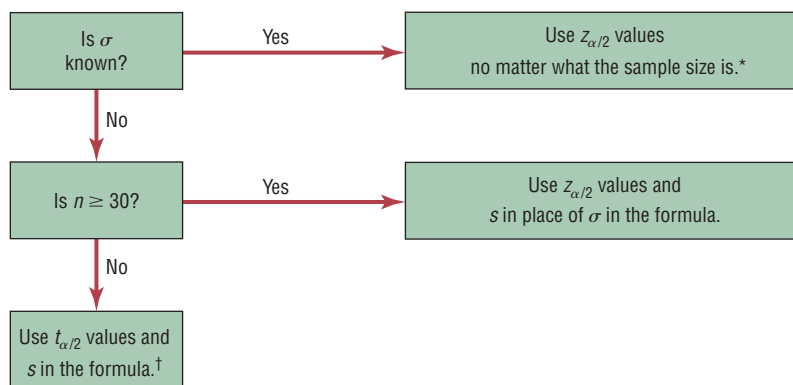 Is σ
known?
Yes
Use z_{α/2} values
no matter what the sample size is.*
No
Is n ≥ 30?
Yes
Use z_{α/2} values and
s in place of σ in the formula.
No
Use t_{α/2} values and
s in the formula.†